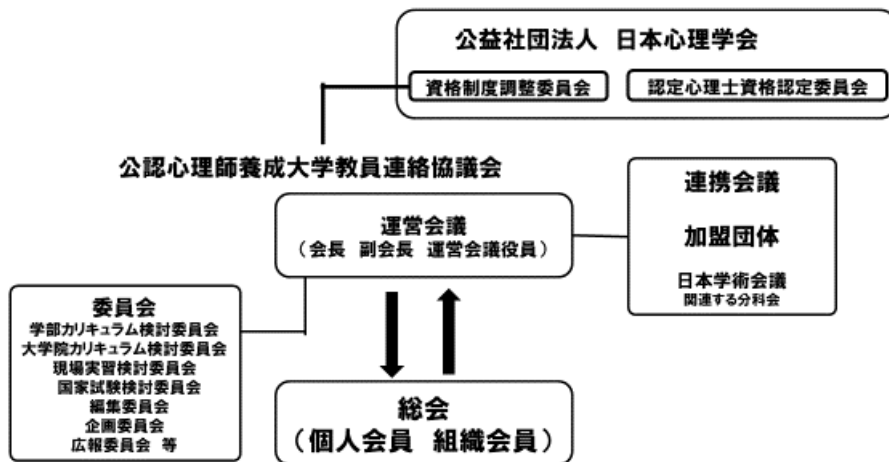 公益社団法人 日本心理学会
資格制度調整委員会
認定心理士資格認定委員会
公認心理師養成大学教員連絡協議会
運営会議
(会長 副会長 運営会議役員)
連携会議
加盟団体
日本学術会議
関連する分科会
委員会
学部カリキュラム検討委員会
大学院カリキュラム検討委員会
現場実習検討委員会
国家試験検討委員会
編集委員会
企画委員会
広報委員会 等
総会
(個人会員 組織会員)